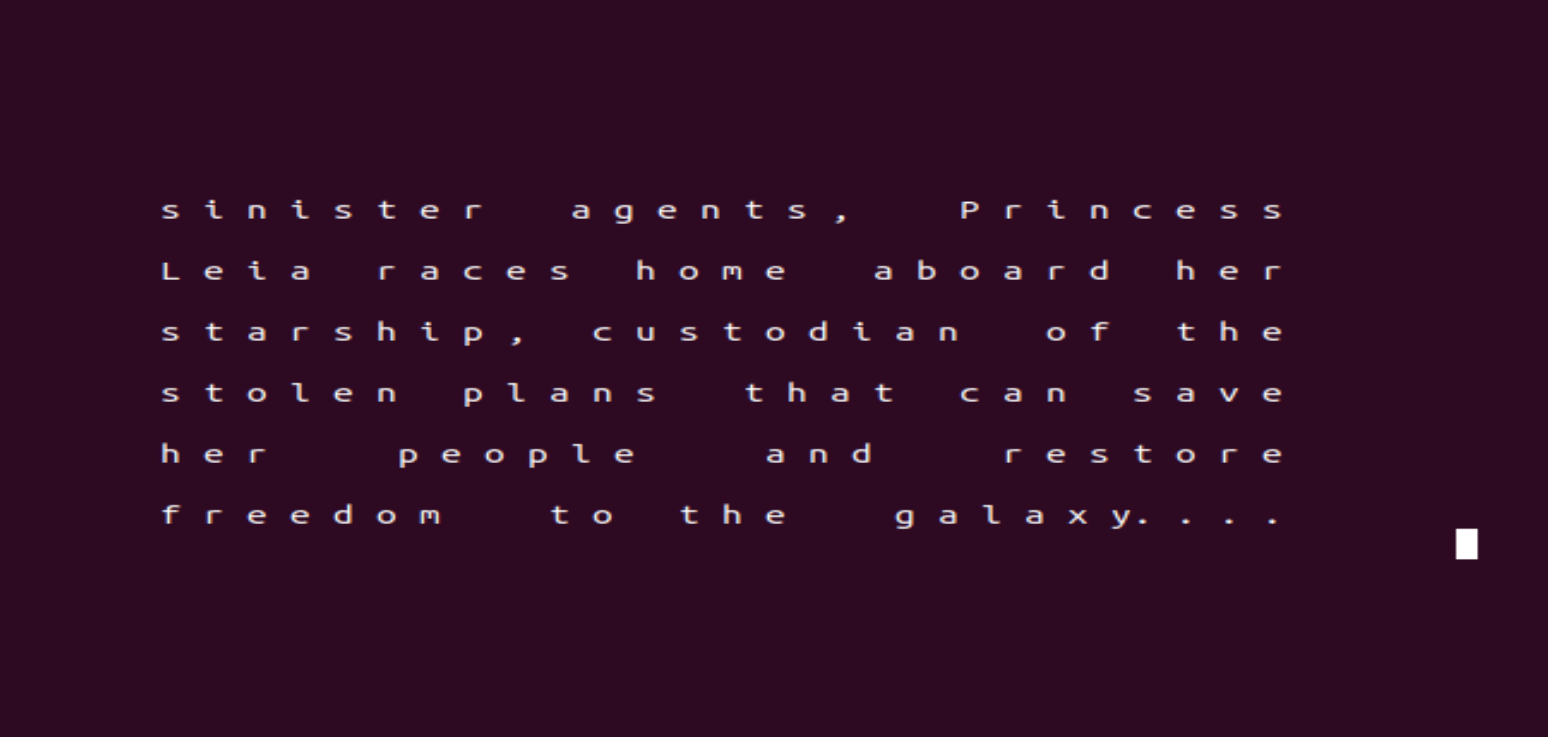 sinister agents, Princess
Leia races home aboard her
starship, custodian of the
stolen plans that can save
her people and restore
freedom to the galaxy....